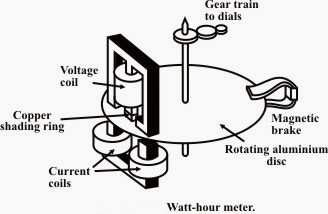 Gear train
to dials
Voltage
coil
Copper
shading ring
Magnetic
brake
Rotating aluminium
disc
Current
coils
Watt-hour meter.